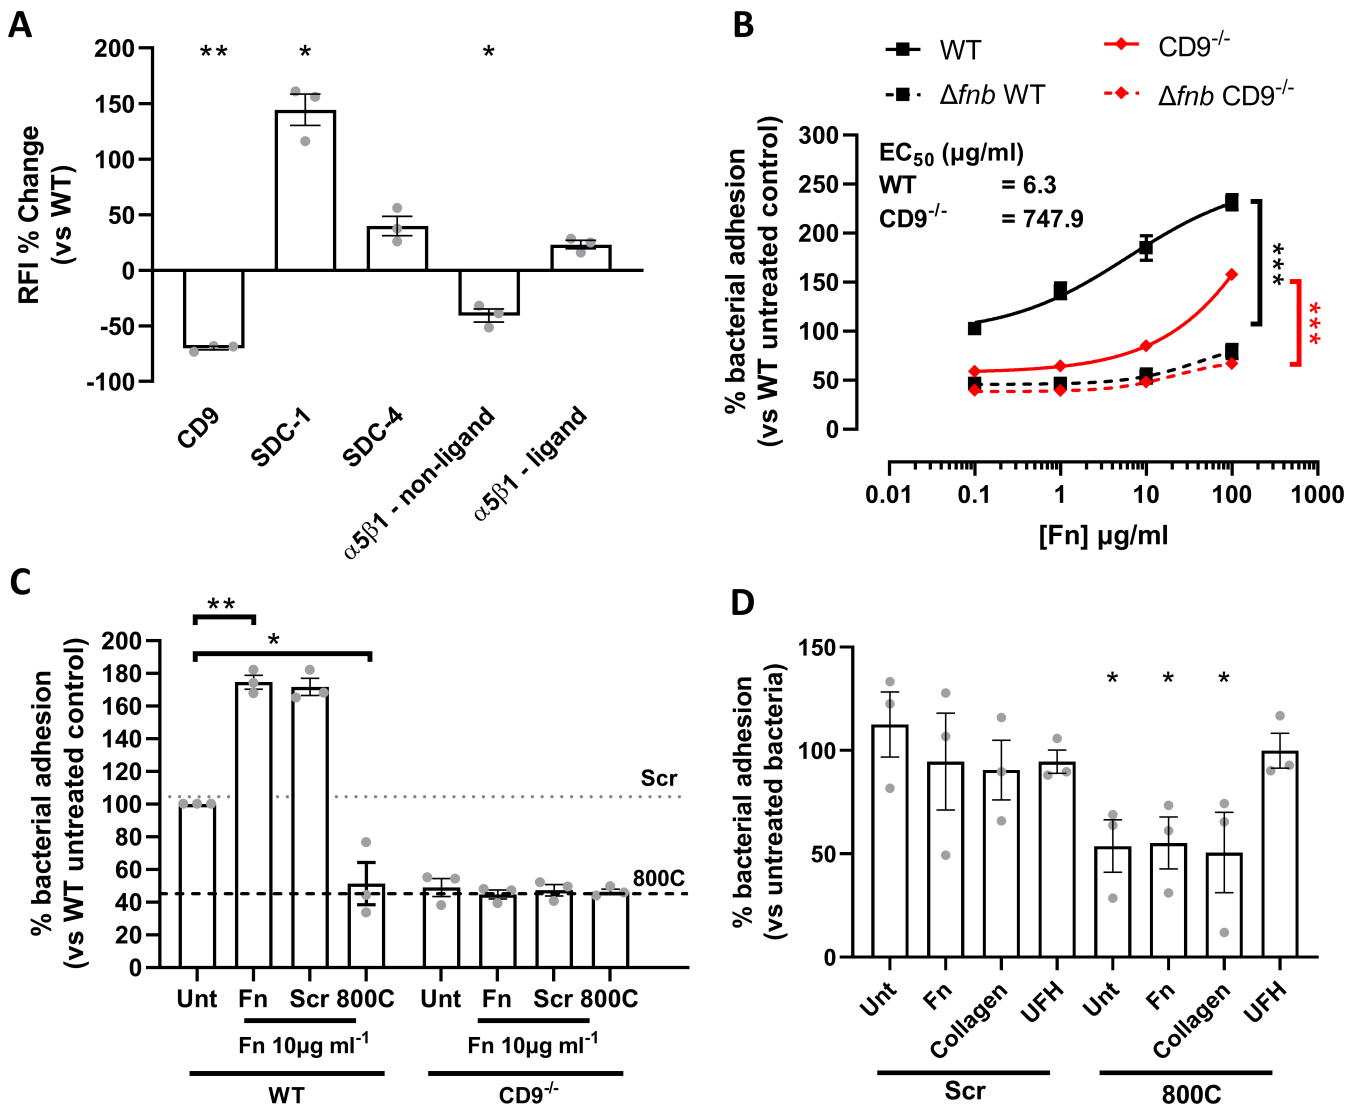 A
RFI % Change
(vs WT)
200
150
100
50
0
-50
-100
** * *
CD9
SDC-1
SDC-4
α5β1 - non-ligand
α5β1 - ligand
B
WT
CD9-/-
Δfnb WT
Δfnb CD9-/-
% bacterial adhesion
(vs WT untreated control)
300
250
200
150
100
50
0
EC50 (µg/ml)
WT = 6.3
CD9-/- = 747.9
***
***
0.01 0.1 1 10 100 1000
[Fn] µg/ml
C
% bacterial adhesion
(vs WT untreated control)
200
180
160
140
120
100
80
60
40
20
0
**
*
Scr
800C
Unt Fn Scr 800C Unt Fn Scr 800C
Fn 10µg ml-1 Fn 10µg ml-1
WT CD9-/-
D
% bacterial adhesion
(vs untreated bacteria)
150
100
50
0
* * *
Unt
Fn
Collagen
UFH
Unt
Fn
Collagen
UFH
Scr 800C